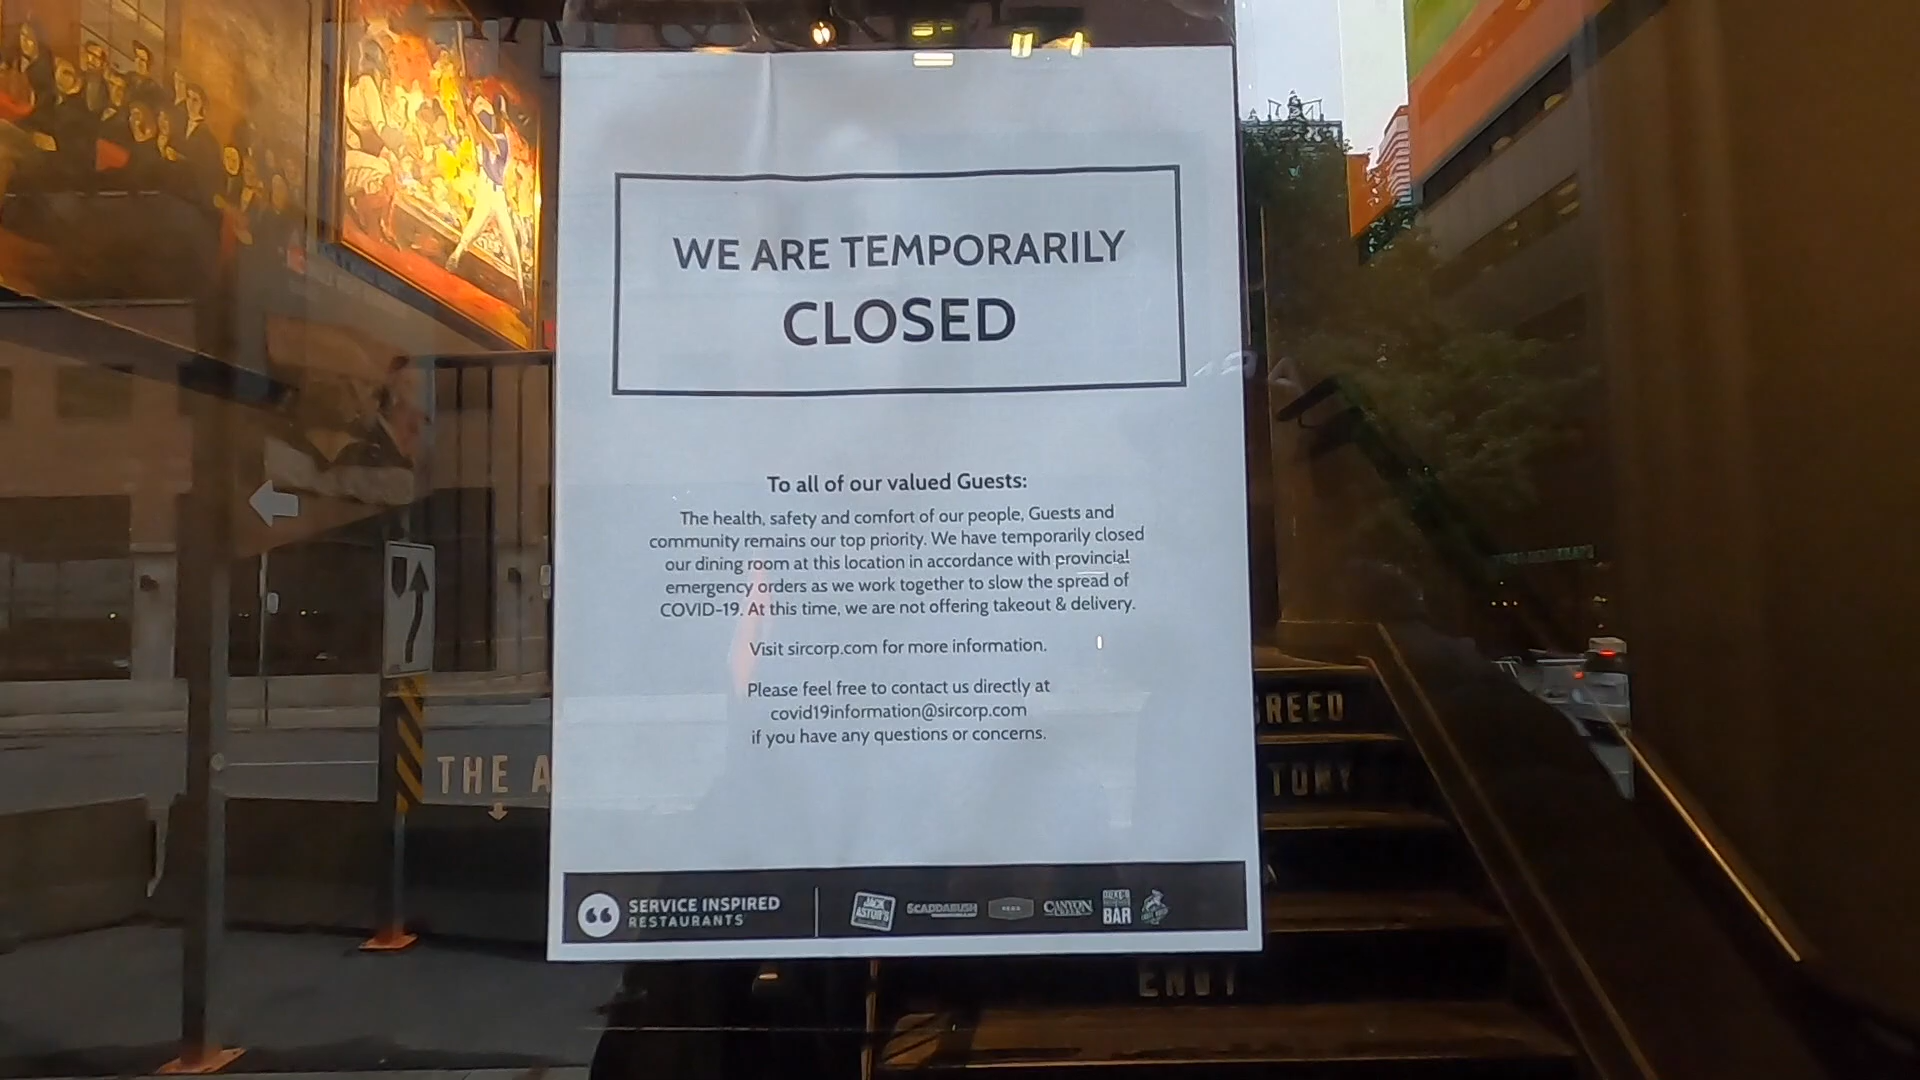 WE ARE TEMPORARILY
CLOSED
To all of our valued Guests:
The health, safety and comfort of our people, Guests and
community remains our top priority. We have temporarily closed
our dining room at this location in accordance with provincial
emergency orders as we work together to slow the spread of
COVID-19. At this time, we are not offering takeout & delivery.
Visit sircorp.com for more information.
Please feel free to contact us directly at
covid19information@sircorp.com
if you have any questions or concerns.
SERVICE INSPIRED
RESTAURANTS
JACK
ASTOR'S
SCADDABUSH
REDS
CANYON
BAR
THE A
GREED
TONY
ENVY